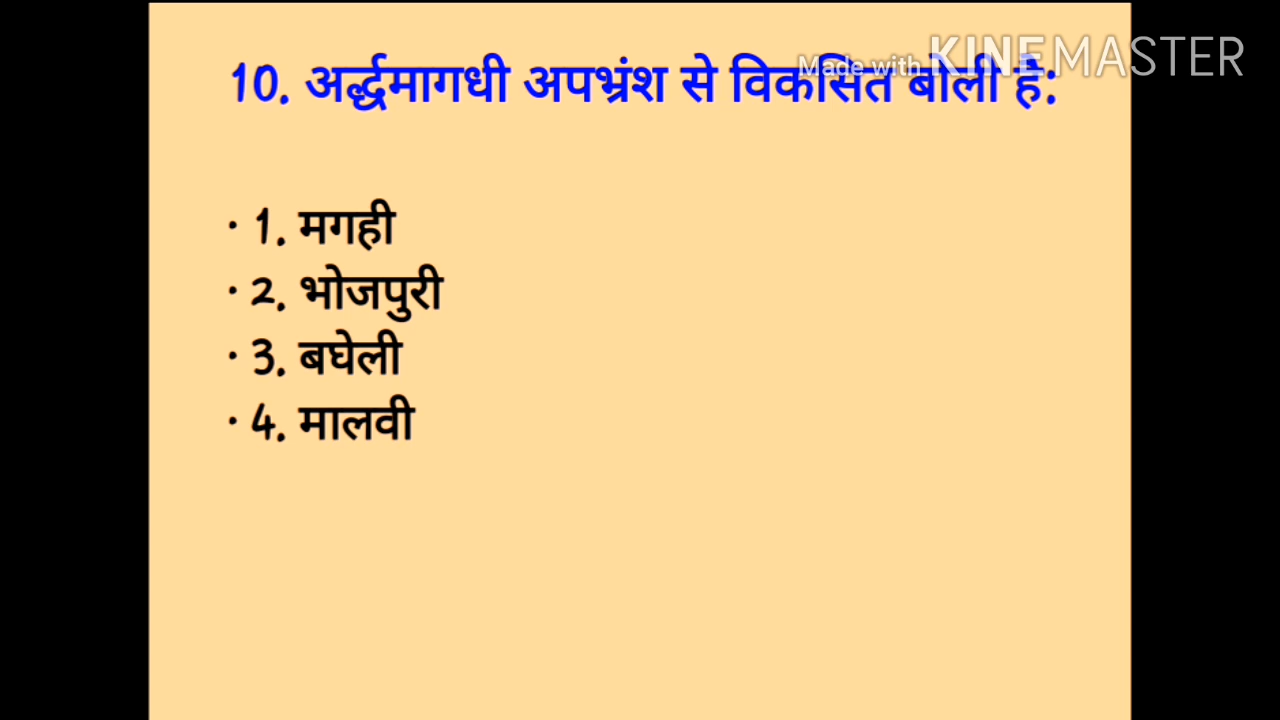 10. अर्द्धमागधी अपभ्रंश से विकसित बोली है:
Made with KINEMASTER
• 1. मगही
• 2. भोजपुरी
• 3. बघेली
• 4. मालवी